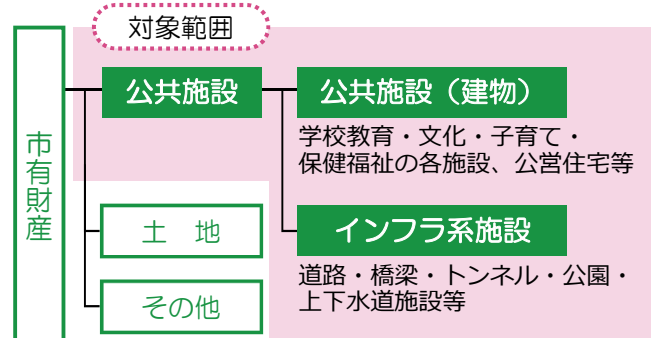 対象範囲
市有財産
公共施設
公共施設（建物）
学校教育・文化・子育て・
保健福祉の各施設、公営住宅等
土　地
インフラ系施設
道路・橋梁・トンネル・公園・
上下水道施設等
その他